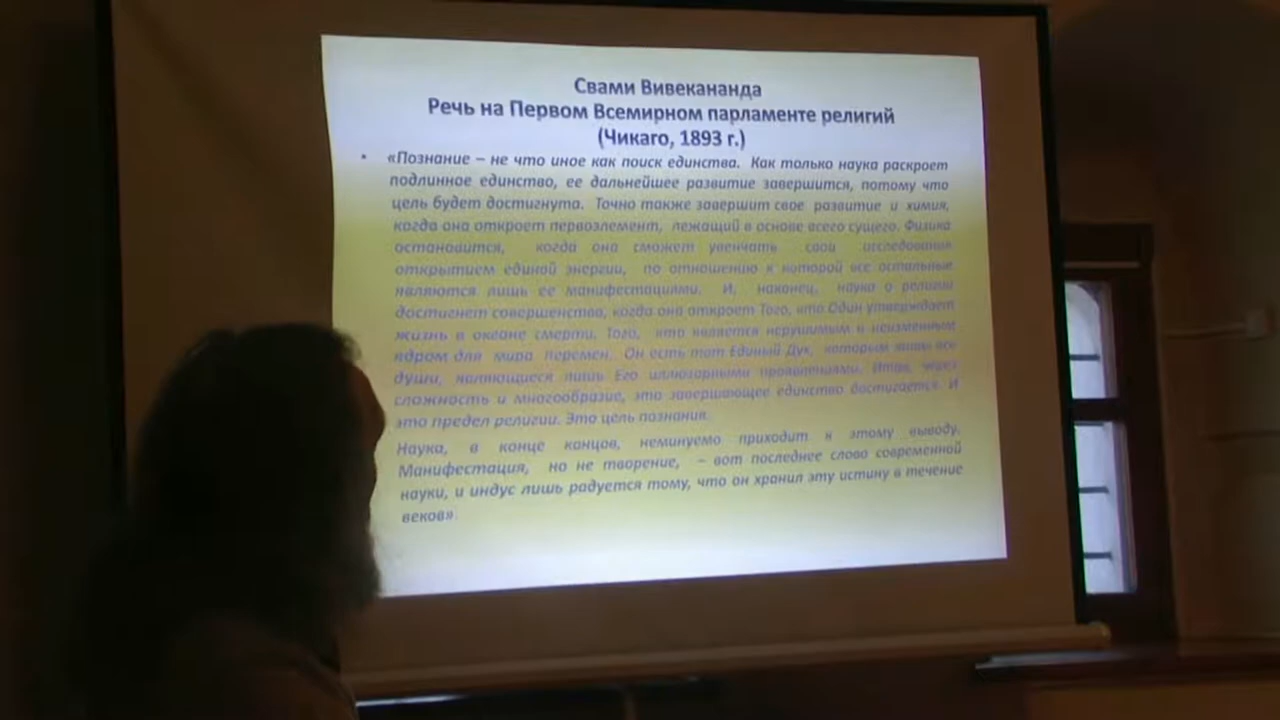 Свами Вивекананда
Речь на Первом Всемирном парламенте религий
(Чикаго, 1893 г.)
• «Познание – не что иное как поиск единства. Как только наука раскроет
подлинное единство, ее дальнейшее развитие завершится, потому что
цель будет достигнута. Точно также завершит свое развитие и химия,
когда она откроет первоэлемент, лежащий в основе всего сущего. Физика
остановится, когда она сможет увенчать свои исследования
открытием единой энергии, по отношению к которой все остальные
являются лишь ее манифестациями. И, наконец, наука о религии
достигнет совершенства, когда она откроет Того, кто Один утверждает
жизнь в океане смерти, Того, кто является нерушимым и неизменным
ядром для мира перемен. Он есть тот Единый Дух, которым живы все
души, являющиеся лишь Его иллюзорными проявлениями. Итак, через
сложность и многообразие, это завершающее единство достигается. И
это предел религии. Это цель познания.
Наука, в конце концов, неминуемо приходит к этому выводу.
Манифестация, но не творение, – вот последнее слово современной
науки, и индус лишь радуется тому, что он хранил эту истину в течение
веков».